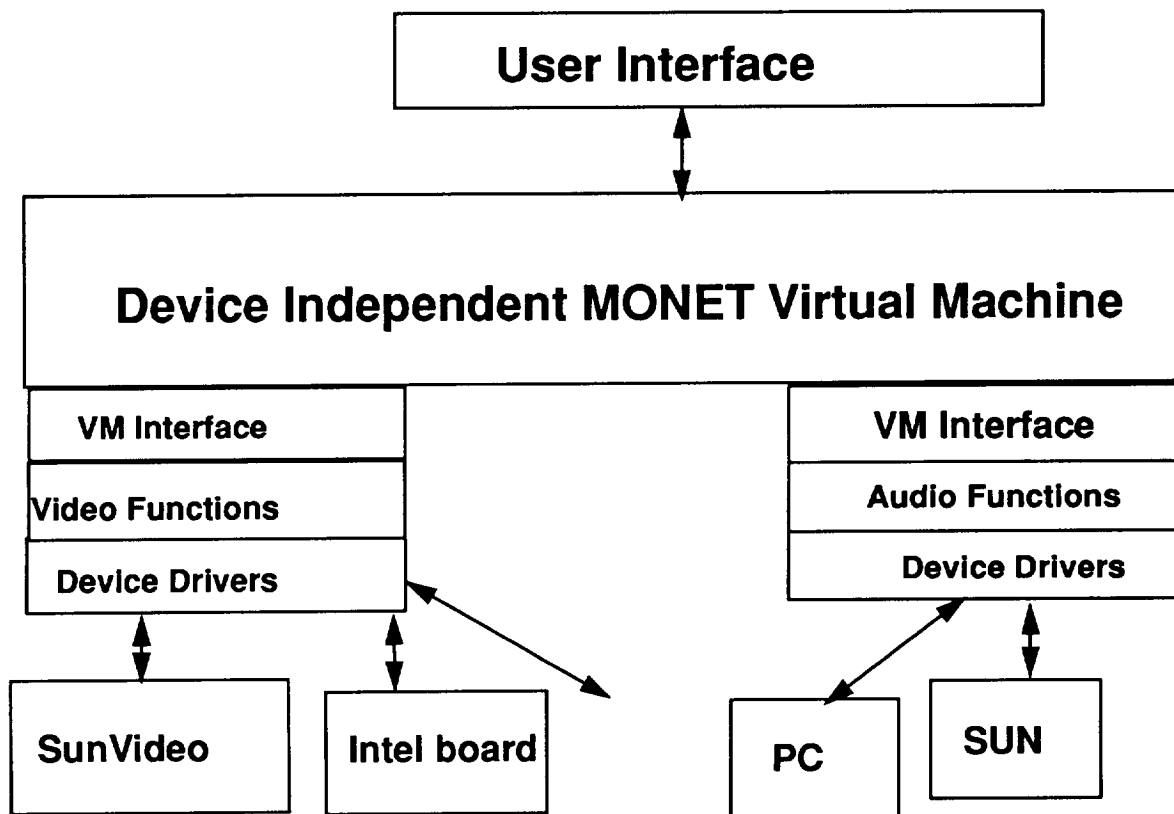 User Interface
Device Independent MONET Virtual Machine
VM Interface
Video Functions
Device Drivers
VM Interface
Audio Functions
Device Drivers
SunVideo
Intel board
PC
SUN